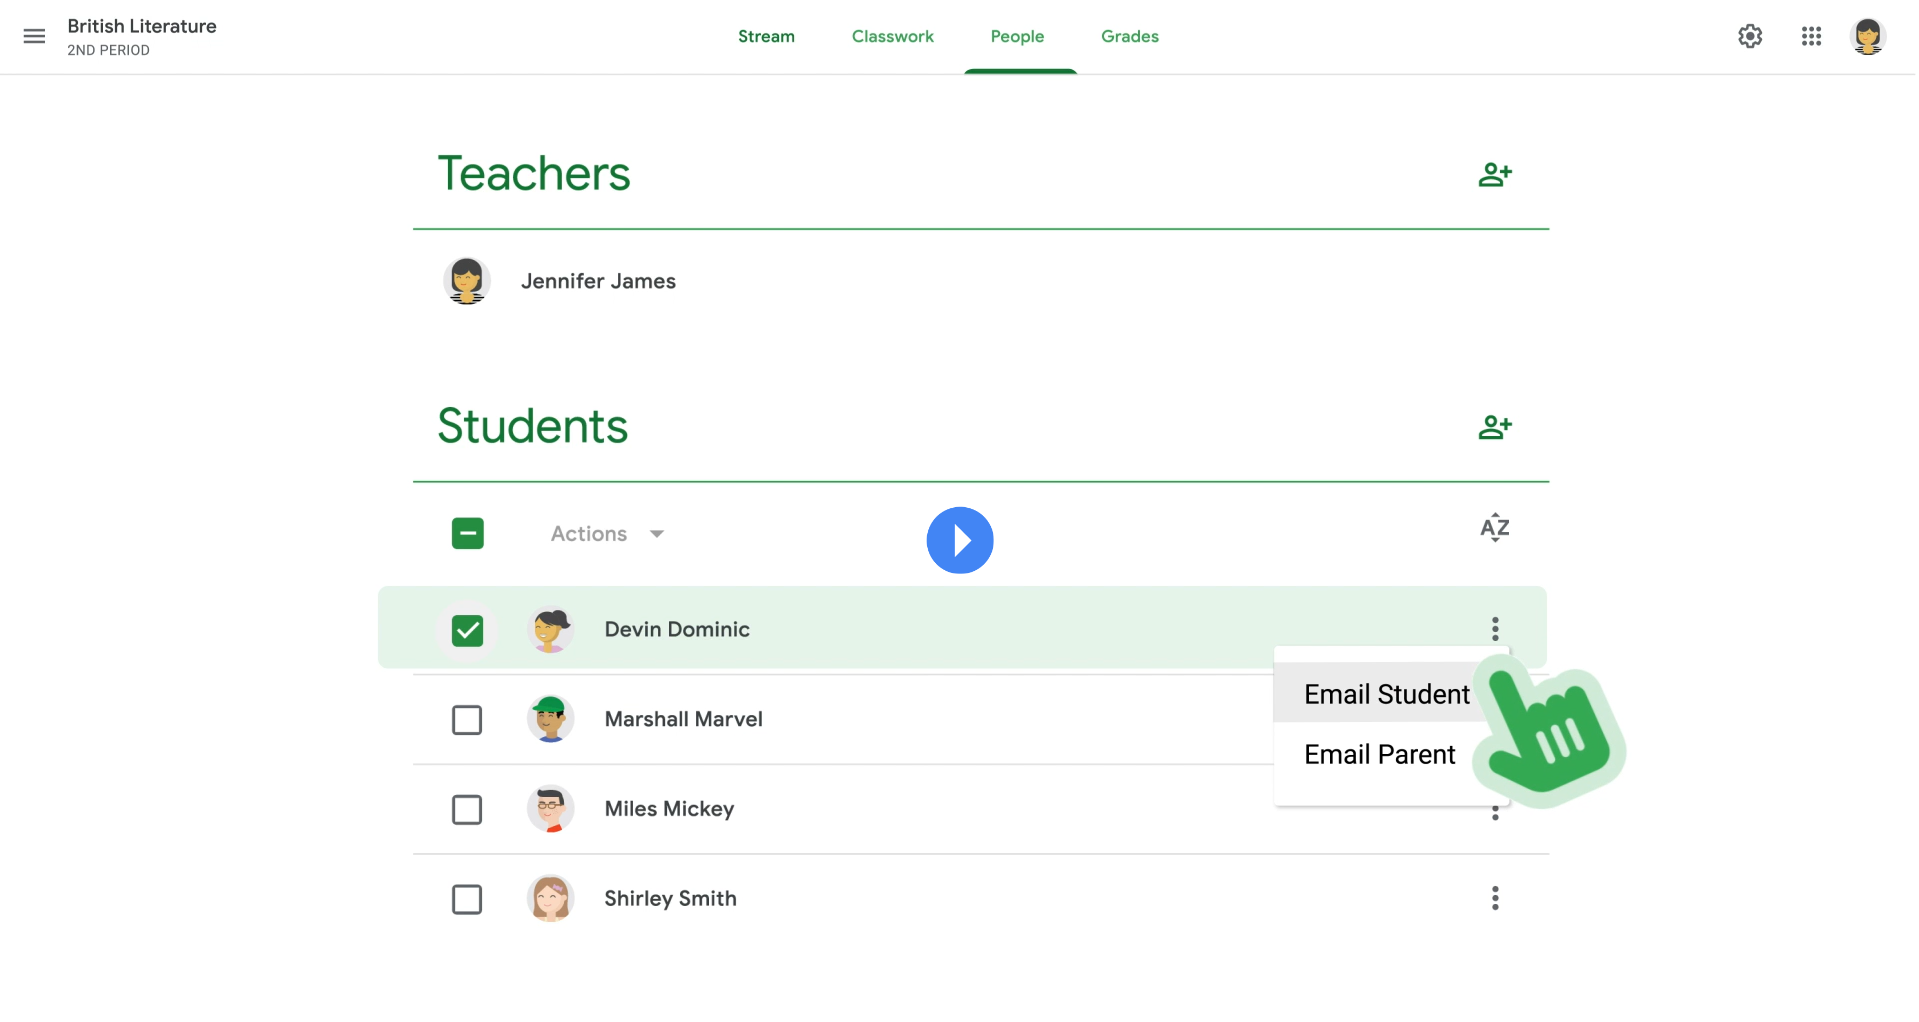 British Literature
2ND PERIOD
Stream
Classwork
People
Grades
Teachers
Jennifer James
Students
Actions
AZ
Devin Dominic
Email Student
Marshall Marvel
Email Parent
Miles Mickey
Shirley Smith